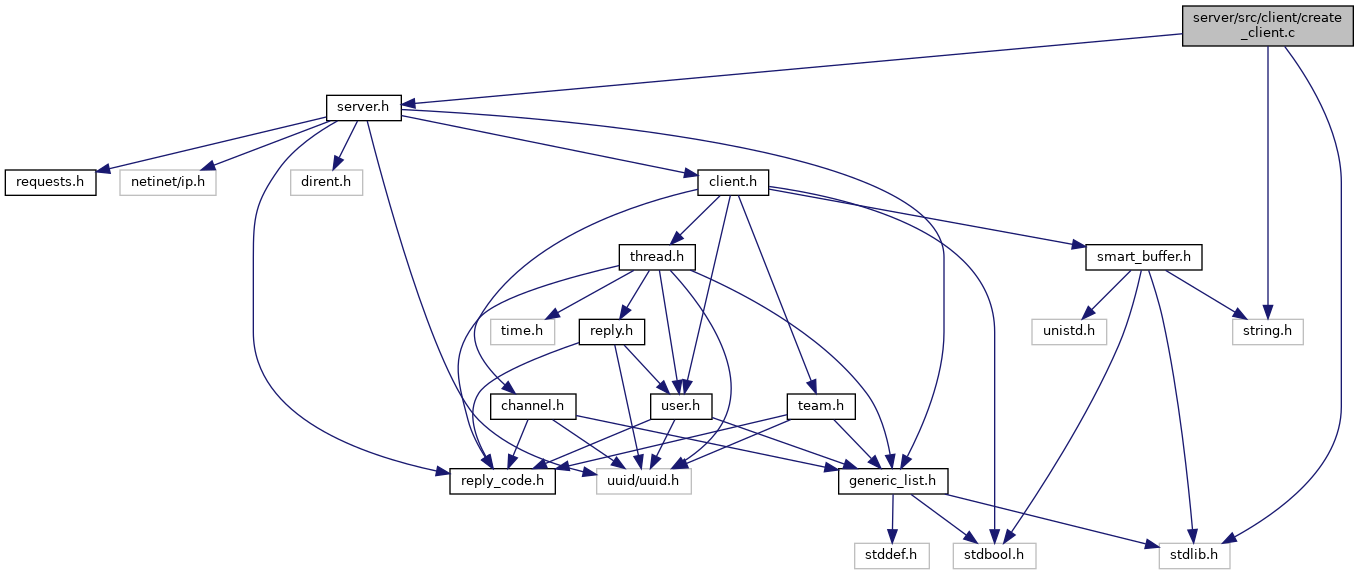 server/src/client/create
_client.c
server.h
requests.h
netinet/ip.h
dirent.h
client.h
thread.h
smart_buffer.h
time.h
reply.h
unistd.h
string.h
channel.h
user.h
team.h
reply_code.h
uuid/uuid.h
generic_list.h
stddef.h
stdbool.h
stdlib.h